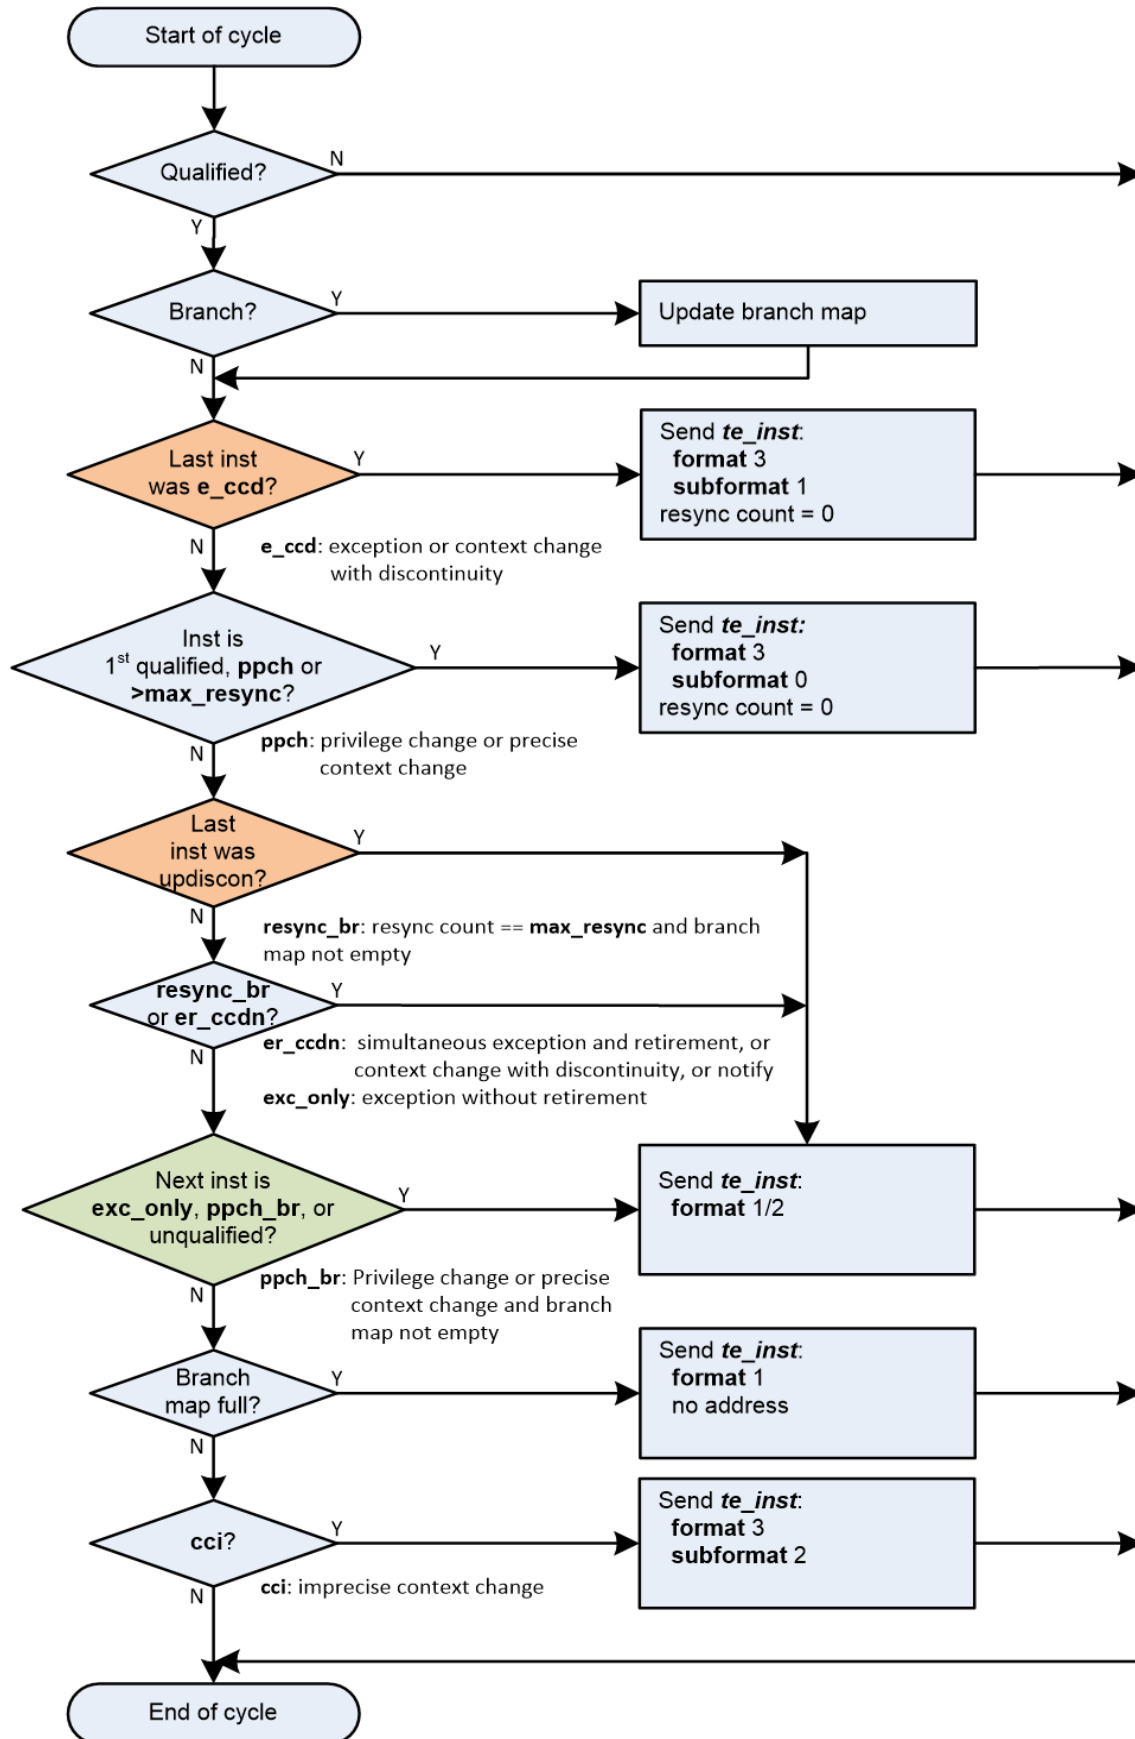 Start of cycle
Qualified?
N
Y
Branch?
Y
Update branch map
N
Last inst
was e_ccd?
Y
Send te_inst:
format 3
subformat 1
resync count = 0
N
e_ccd: exception or context change
with discontinuity
Inst is
1st qualified, ppch or
>max_resync?
Y
Send te_inst:
format 3
subformat 0
resync count = 0
N
ppch: privilege change or precise
context change
Last
inst was
updiscon?
Y
N
resync_br: resync count == max_resync and branch
map not empty
resync_br
or er_ccdn?
Y
N
er_ccdn: simultaneous exception and retirement, or
context change with discontinuity, or notify
exc_only: exception without retirement
Next inst is
exc_only, ppch_br, or
unqualified?
Y
Send te_inst:
format 1/2
N
ppch_br: Privilege change or precise
context change and branch
map not empty
Branch
map full?
Y
Send te_inst:
format 1
no address
N
cci?
Y
Send te_inst:
format 3
subformat 2
N
cci: imprecise context change
End of cycle